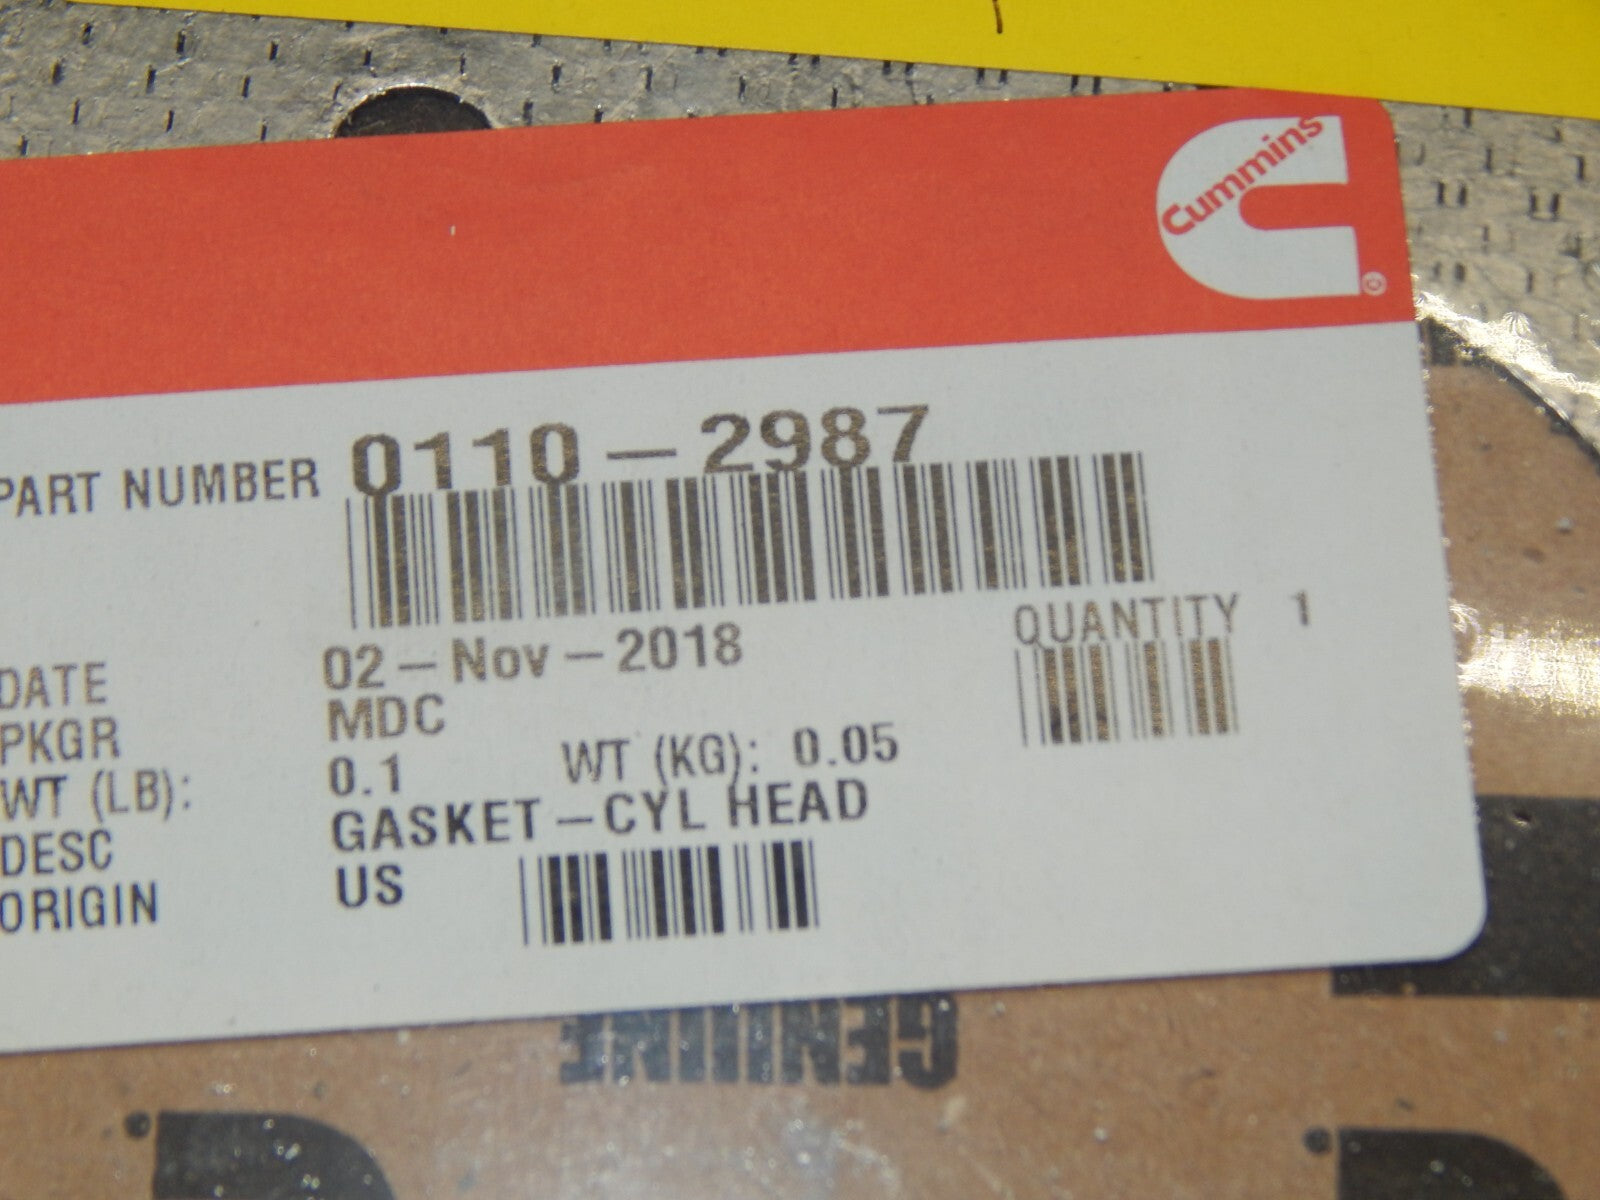 Cummins
©
PART NUMBER 0110-2987
QUANTITY 1
DATE 02-Nov-2018
PKGR MDC
WT (LB): 0.1 WT (KG): 0.05
DESC GASKET-CYL HEAD
ORIGIN US
GENUINE